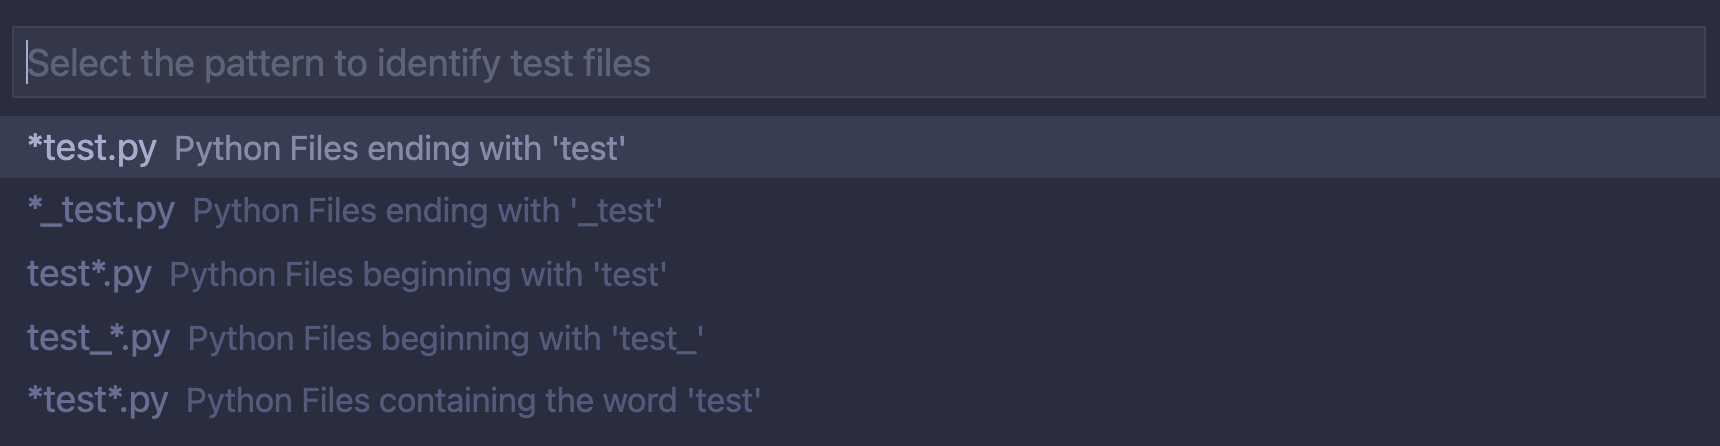 Select the pattern to identify test files
*test.py Python Files ending with 'test'
*_test.py Python Files ending with '_test'
test*.py Python Files beginning with 'test'
test_*.py Python Files beginning with 'test_'
*test*.py Python Files containing the word 'test'